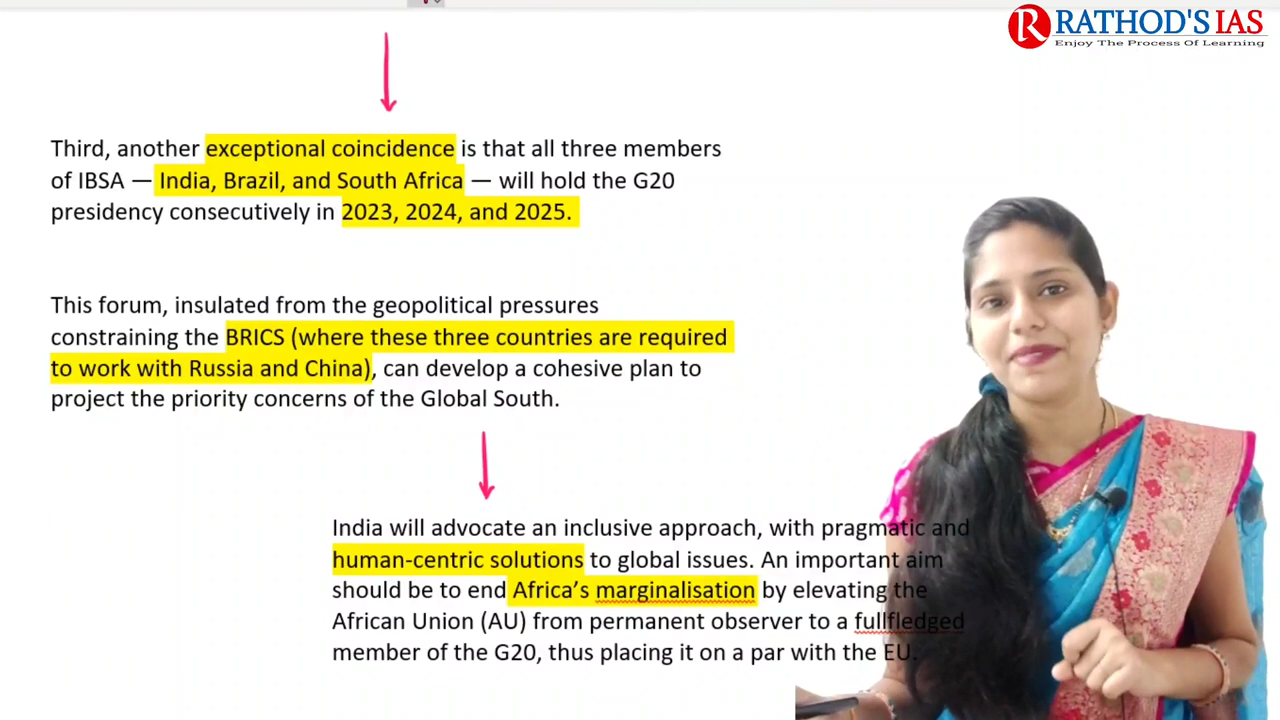 RATHOD'S IAS
Enjoy The Process Of Learning
Third, another exceptional coincidence is that all three members
of IBSA — India, Brazil, and South Africa — will hold the G20
presidency consecutively in 2023, 2024, and 2025.
This forum, insulated from the geopolitical pressures
constraining the BRICS (where these three countries are required
to work with Russia and China), can develop a cohesive plan to
project the priority concerns of the Global South.
India will advocate an inclusive approach, with pragmatic and
human-centric solutions to global issues. An important aim
should be to end Africa’s marginalisation by elevating the
African Union (AU) from permanent observer to a fullfledged
member of the G20, thus placing it on a par with the EU.